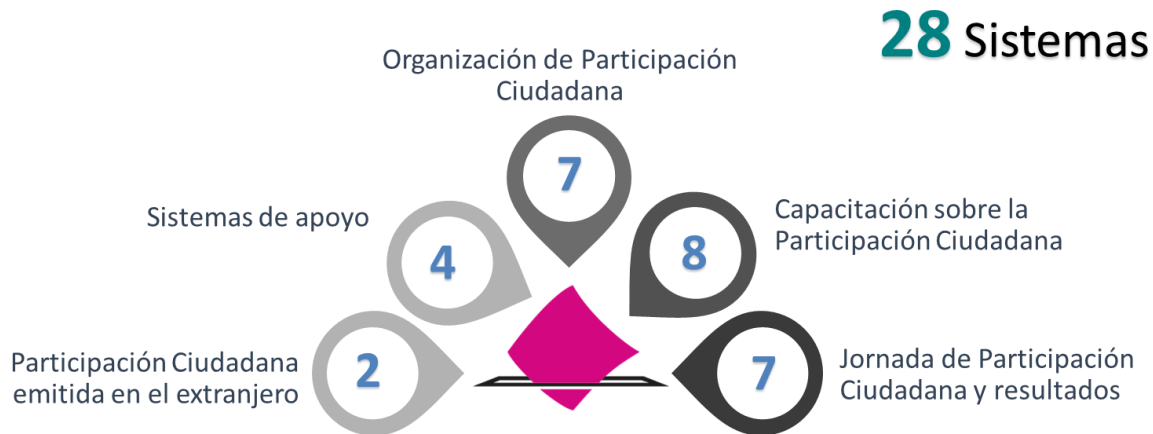 28 Sistemas
Organización de Participación
Ciudadana
7
Sistemas de apoyo
4
Capacitación sobre la
Participación Ciudadana
8
Participación Ciudadana
emitida en el extranjero
2
Jornada de Participación
Ciudadana y resultados
7